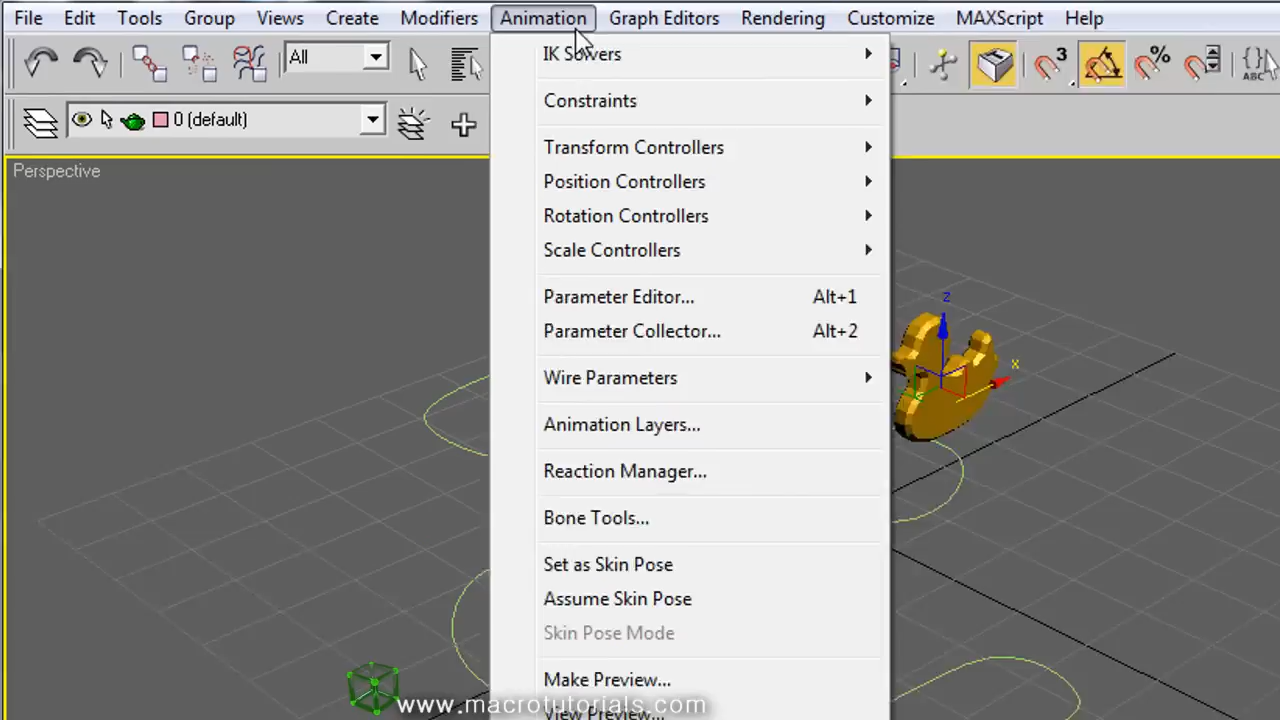 File Edit Tools Group Views Create Modifiers Animation Graph Editors Rendering Customize MAXScript Help
All
3
%
{}
ABC
0 (default)
Perspective
IK Solvers
Constraints
Transform Controllers
Position Controllers
Rotation Controllers
Scale Controllers
Parameter Editor... Alt+1
Parameter Collector... Alt+2
Wire Parameters
Animation Layers...
Reaction Manager...
Bone Tools...
Set as Skin Pose
Assume Skin Pose
Skin Pose Mode
Make Preview...
View Preview...
z
x
www.macrotutorials.com